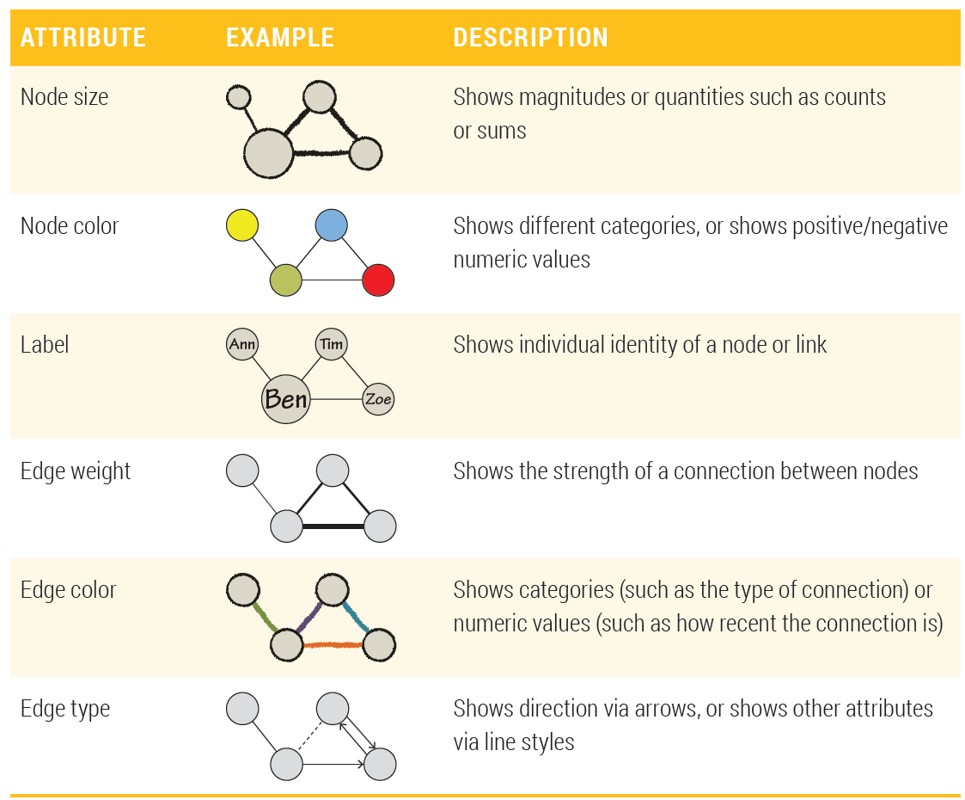 ATTRIBUTE EXAMPLE DESCRIPTION
Node size
Shows magnitudes or quantities such as counts
or sums
Node color
Shows different categories, or shows positive/negative
numeric values
Label
Ann Tim
Ben Zoe
Shows individual identity of a node or link
Edge weight
Shows the strength of a connection between nodes
Edge color
Shows categories (such as the type of connection) or
numeric values (such as how recent the connection is)
Edge type
Shows direction via arrows, or shows other attributes
via line styles